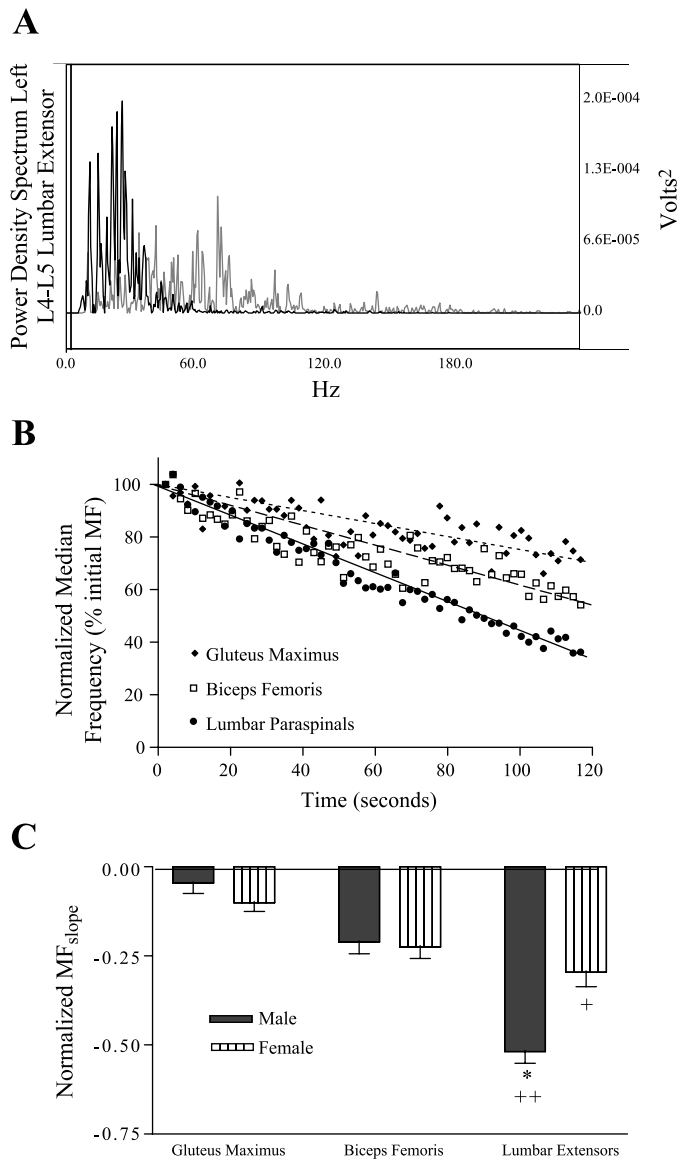 A
Power Density Spectrum Left
L4-L5 Lumbar Extensor
2.0E-004
1.3E-004
6.6E-005
0.0
Volts²
0.0 60.0 120.0 180.0
Hz
B
Normalized Median
Frequency (% initial MF)
100
80
60
40
20
0
Gluteus Maximus
Biceps Femoris
Lumbar Paraspinals
0 20 40 60 80 100 120
Time (seconds)
C
Normalized MFslope
0.00
-0.25
-0.50
-0.75
Male
Female
+
*
++
Gluteus Maximus Biceps Femoris Lumbar Extensors